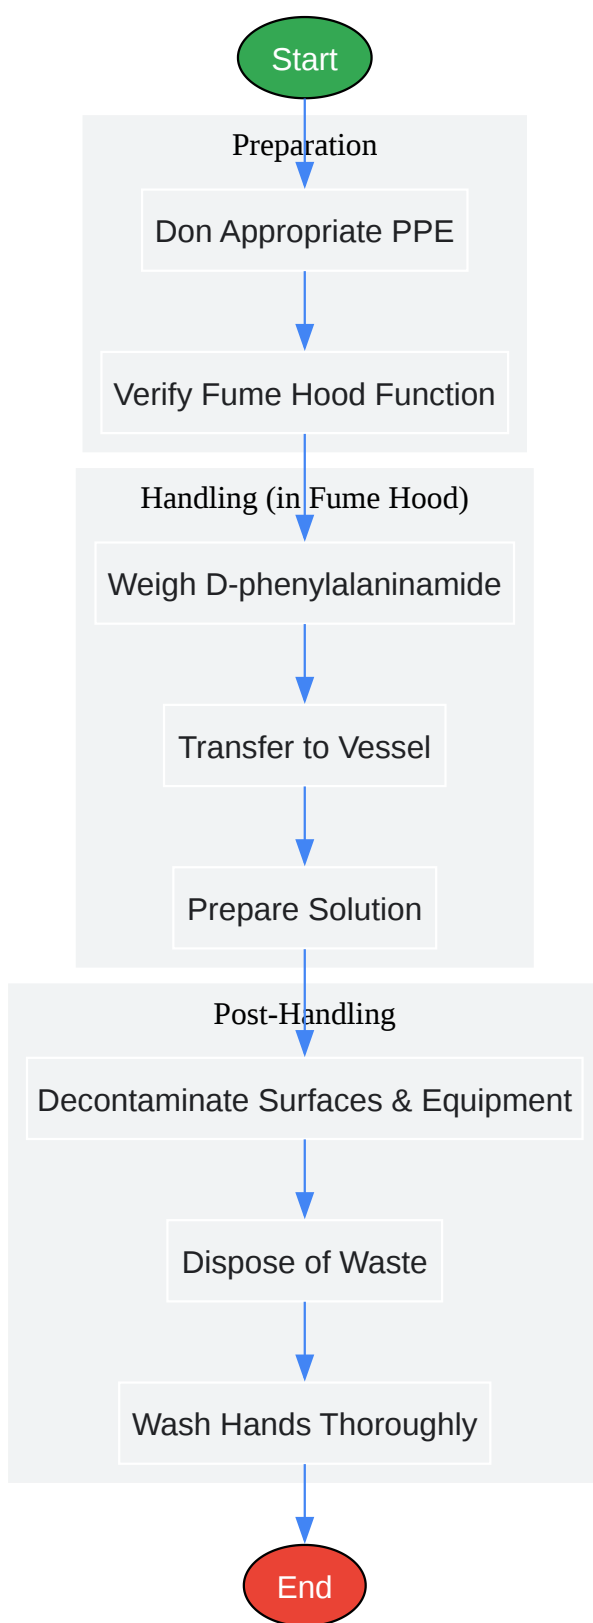 Start
Preparation
Don Appropriate PPE
Verify Fume Hood Function
Handling (in Fume Hood)
Weigh D-phenylalaninamide
Transfer to Vessel
Prepare Solution
Post-Handling
Decontaminate Surfaces & Equipment
Dispose of Waste
Wash Hands Thoroughly
End